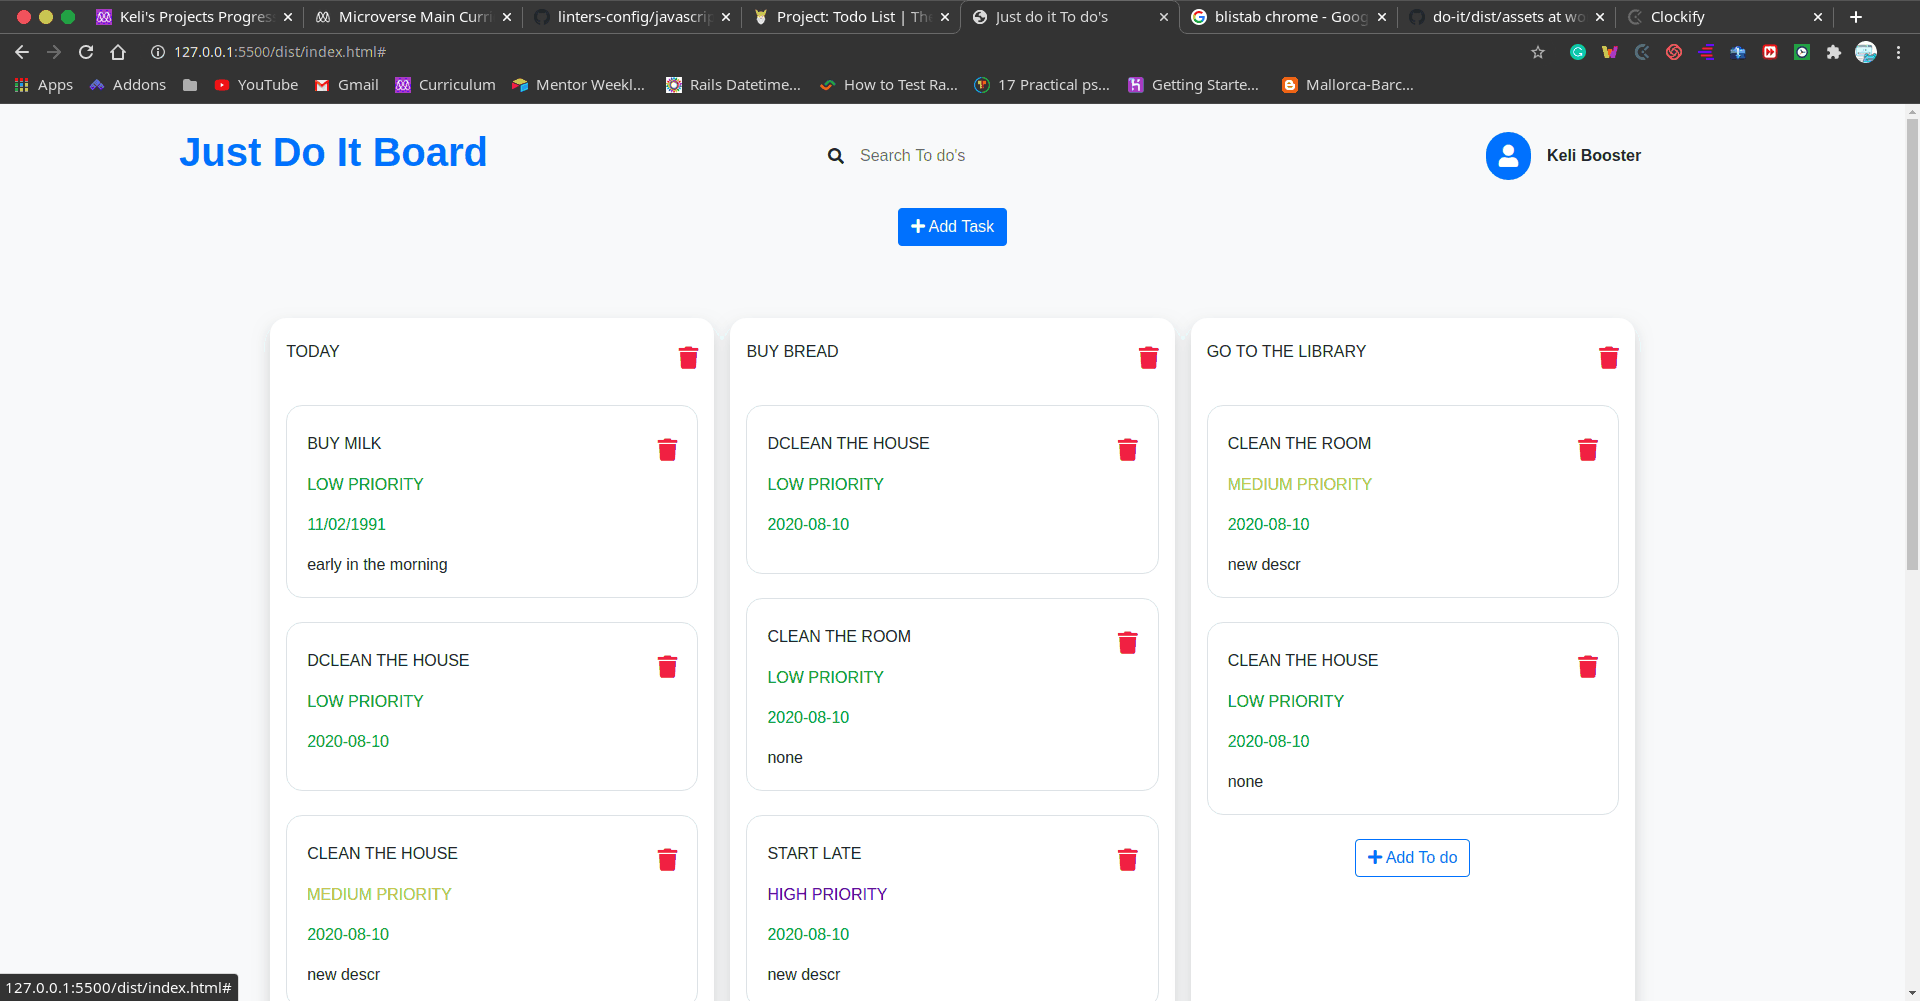 Keli's Projects Progres
Microverse Main Curri
linters-config/javascrip
Project: Todo List | The
Just do it To do's
blistab chrome - Goog
do-it/dist/assets at wo
Clockify
127.0.0.1:5500/dist/index.html#
Apps
Addons
YouTube
Gmail
Curriculum
Mentor Weekl...
Rails Datetime...
How to Test Ra...
17 Practical ps...
Getting Starte...
Mallorca-Barc...
Just Do It Board
Search To do's
Keli Booster
Add Task
TODAY
BUY MILK
LOW PRIORITY
11/02/1991
early in the morning
DCLEAN THE HOUSE
LOW PRIORITY
2020-08-10
CLEAN THE HOUSE
MEDIUM PRIORITY
2020-08-10
new descr
BUY BREAD
DCLEAN THE HOUSE
LOW PRIORITY
2020-08-10
CLEAN THE ROOM
LOW PRIORITY
2020-08-10
none
START LATE
HIGH PRIORITY
2020-08-10
new descr
GO TO THE LIBRARY
CLEAN THE ROOM
MEDIUM PRIORITY
2020-08-10
new descr
CLEAN THE HOUSE
LOW PRIORITY
2020-08-10
none
Add To do
127.0.0.1:5500/dist/index.html#